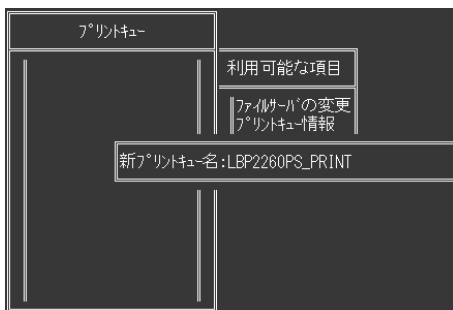 プリントキュー
利用可能な項目
ファイルサーバの変更
プリントキュー情報
新プリントキュー名:LBP2260PS_PRINT